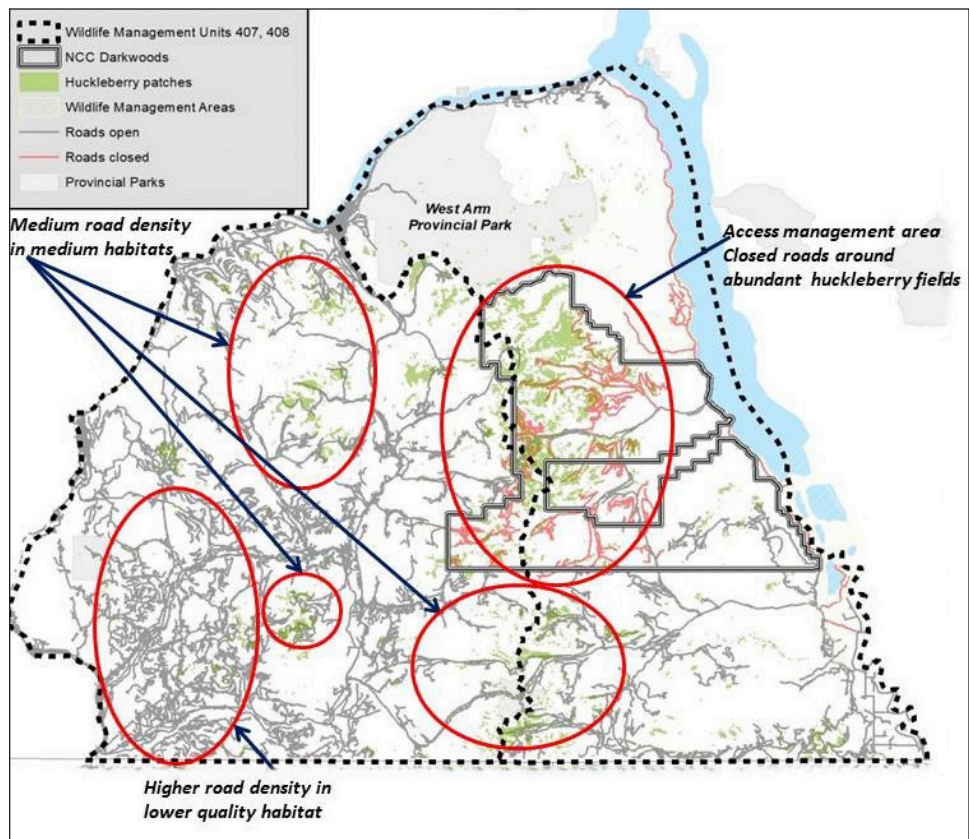 Wildlife Management Units 407, 408
NCC Darkwoods
Huckleberry patches
Wildlife Management Areas
Roads open
Roads closed
Provincial Parks
Medium road density
in medium habitats
West Arm
Provincial Park
Access management area
Closed roads around
abundant huckleberry fields
Higher road density in
lower quality habitat